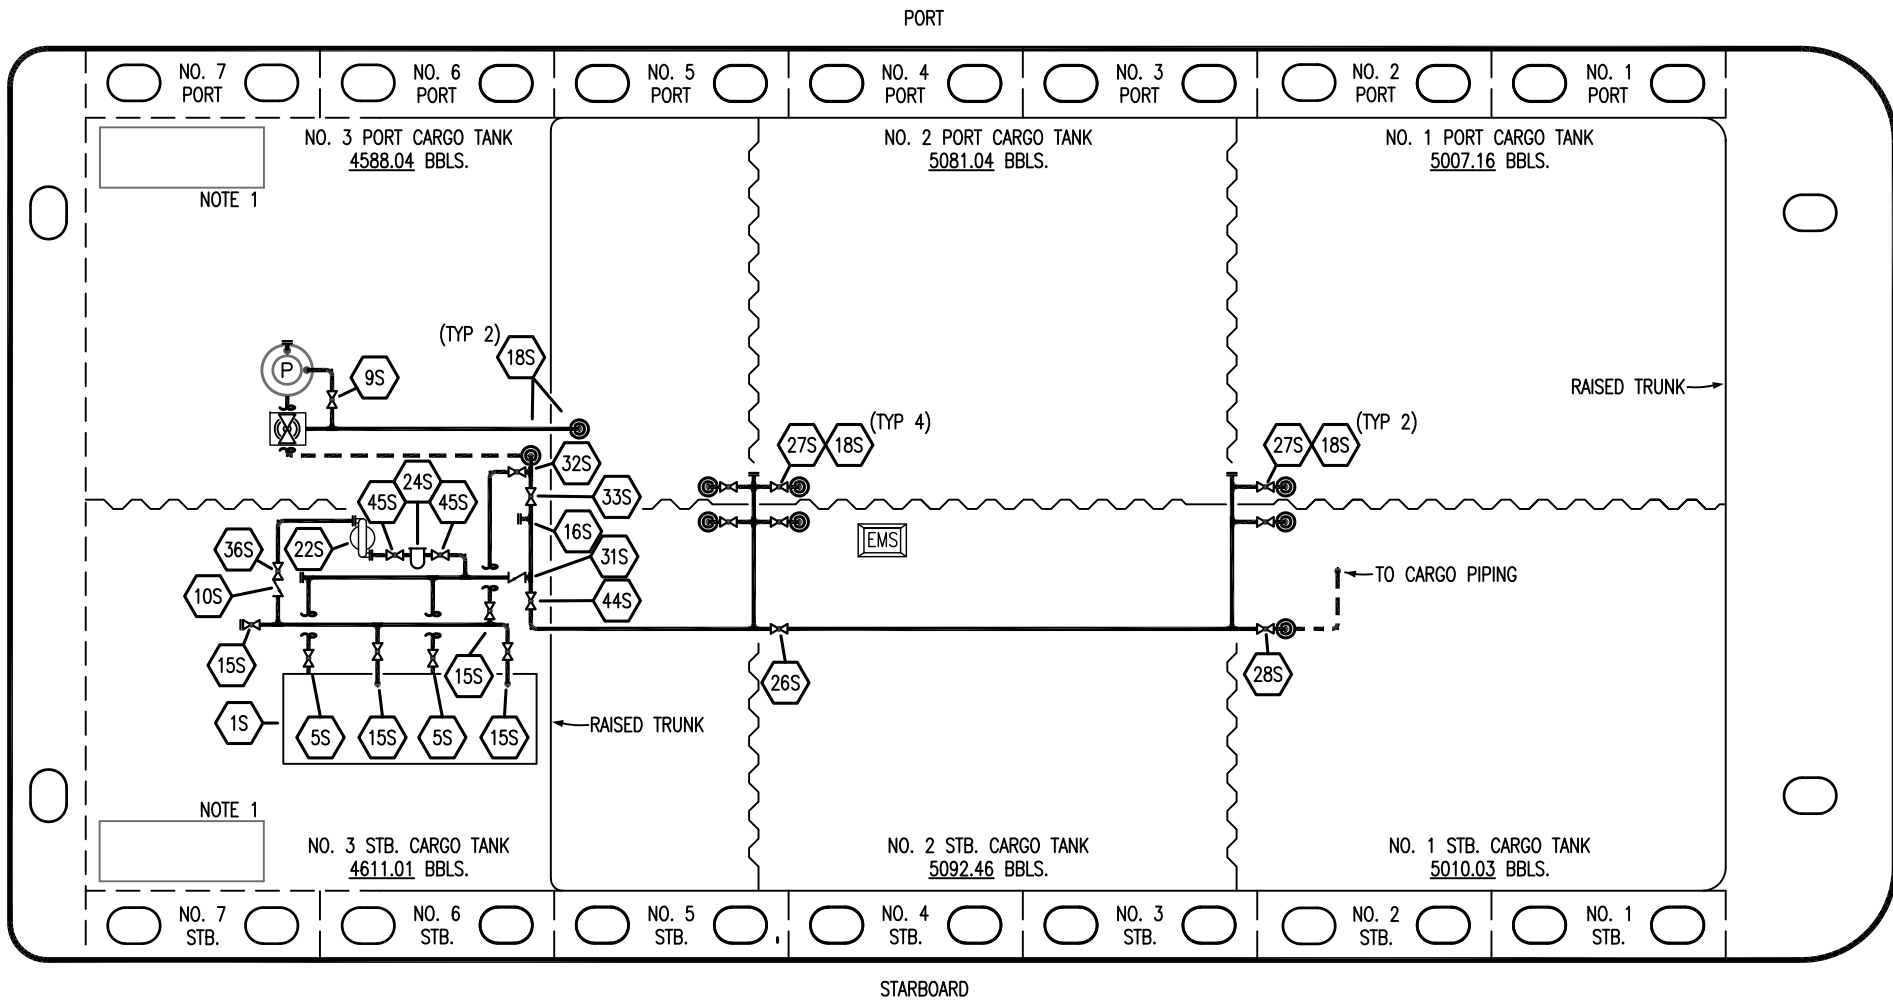 PORT
NO. 7
PORT
NO. 6
PORT
NO. 5
PORT
NO. 4
PORT
NO. 3
PORT
NO. 2
PORT
NO. 1
PORT
NO. 3 PORT CARGO TANK
4588.04 BBLS.
NO. 2 PORT CARGO TANK
5081.04 BBLS.
NO. 1 PORT CARGO TANK
5007.16 BBLS.
NOTE 1
(TYP 2)
18S
P
9S
RAISED TRUNK
(TYP 4)
27S
18S
(TYP 2)
27S
18S
32S
24S
45S
45S
33S
16S
36S
22S
EMS
31S
10S
44S
TO CARGO PIPING
15S
15S
26S
28S
1S
5S
15S
5S
15S
RAISED TRUNK
NOTE 1
NO. 3 STB. CARGO TANK
4611.01 BBLS.
NO. 2 STB. CARGO TANK
5092.46 BBLS.
NO. 1 STB. CARGO TANK
5010.03 BBLS.
NO. 7
STB.
NO. 6
STB.
NO. 5
STB.
NO. 4
STB.
NO. 3
STB.
NO. 2
STB.
NO. 1
STB.
STARBOARD